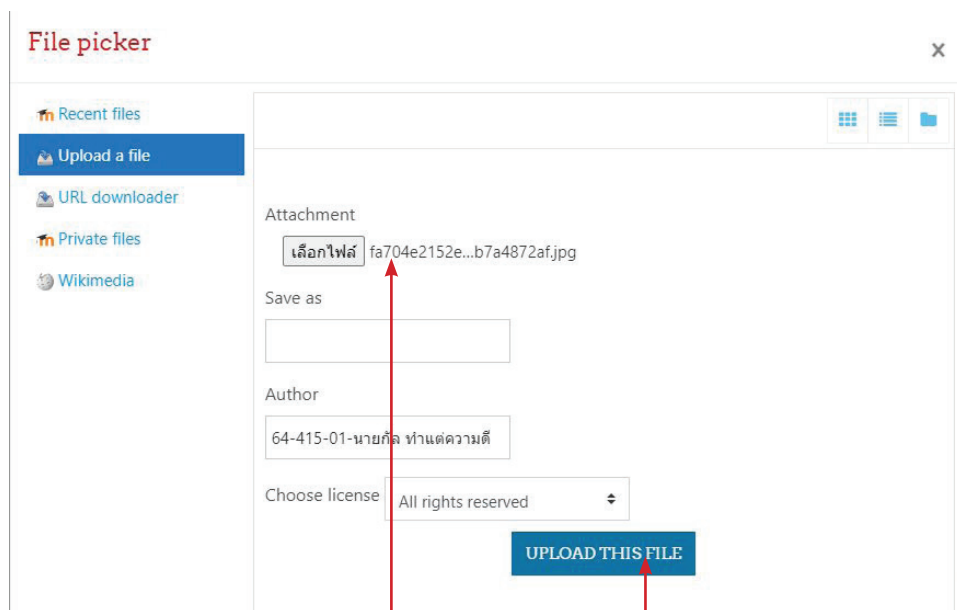 File picker
×
Recent files
Upload a file
URL downloader
Private files
Wikimedia
Attachment
เลือกไฟล์ fa704e2152e...b7a4872af.jpg
Save as
Author
64-415-01-นายกัล ทำแต่ความดี
Choose license All rights reserved
UPLOAD THIS FILE